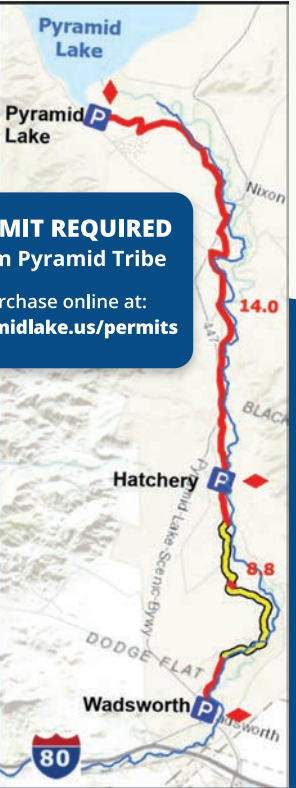 Pyramid
Lake
Pyramid P
Lake
Nixon
MIT REQUIRED
m Pyramid Tribe
rchase online at:
midlake.us/permits
14.0
447
BLACK
Hatchery P
Pyramid Lake Scenic Bywy
8.8
DODGE FLAT
Wadsworth P
adsworth
80